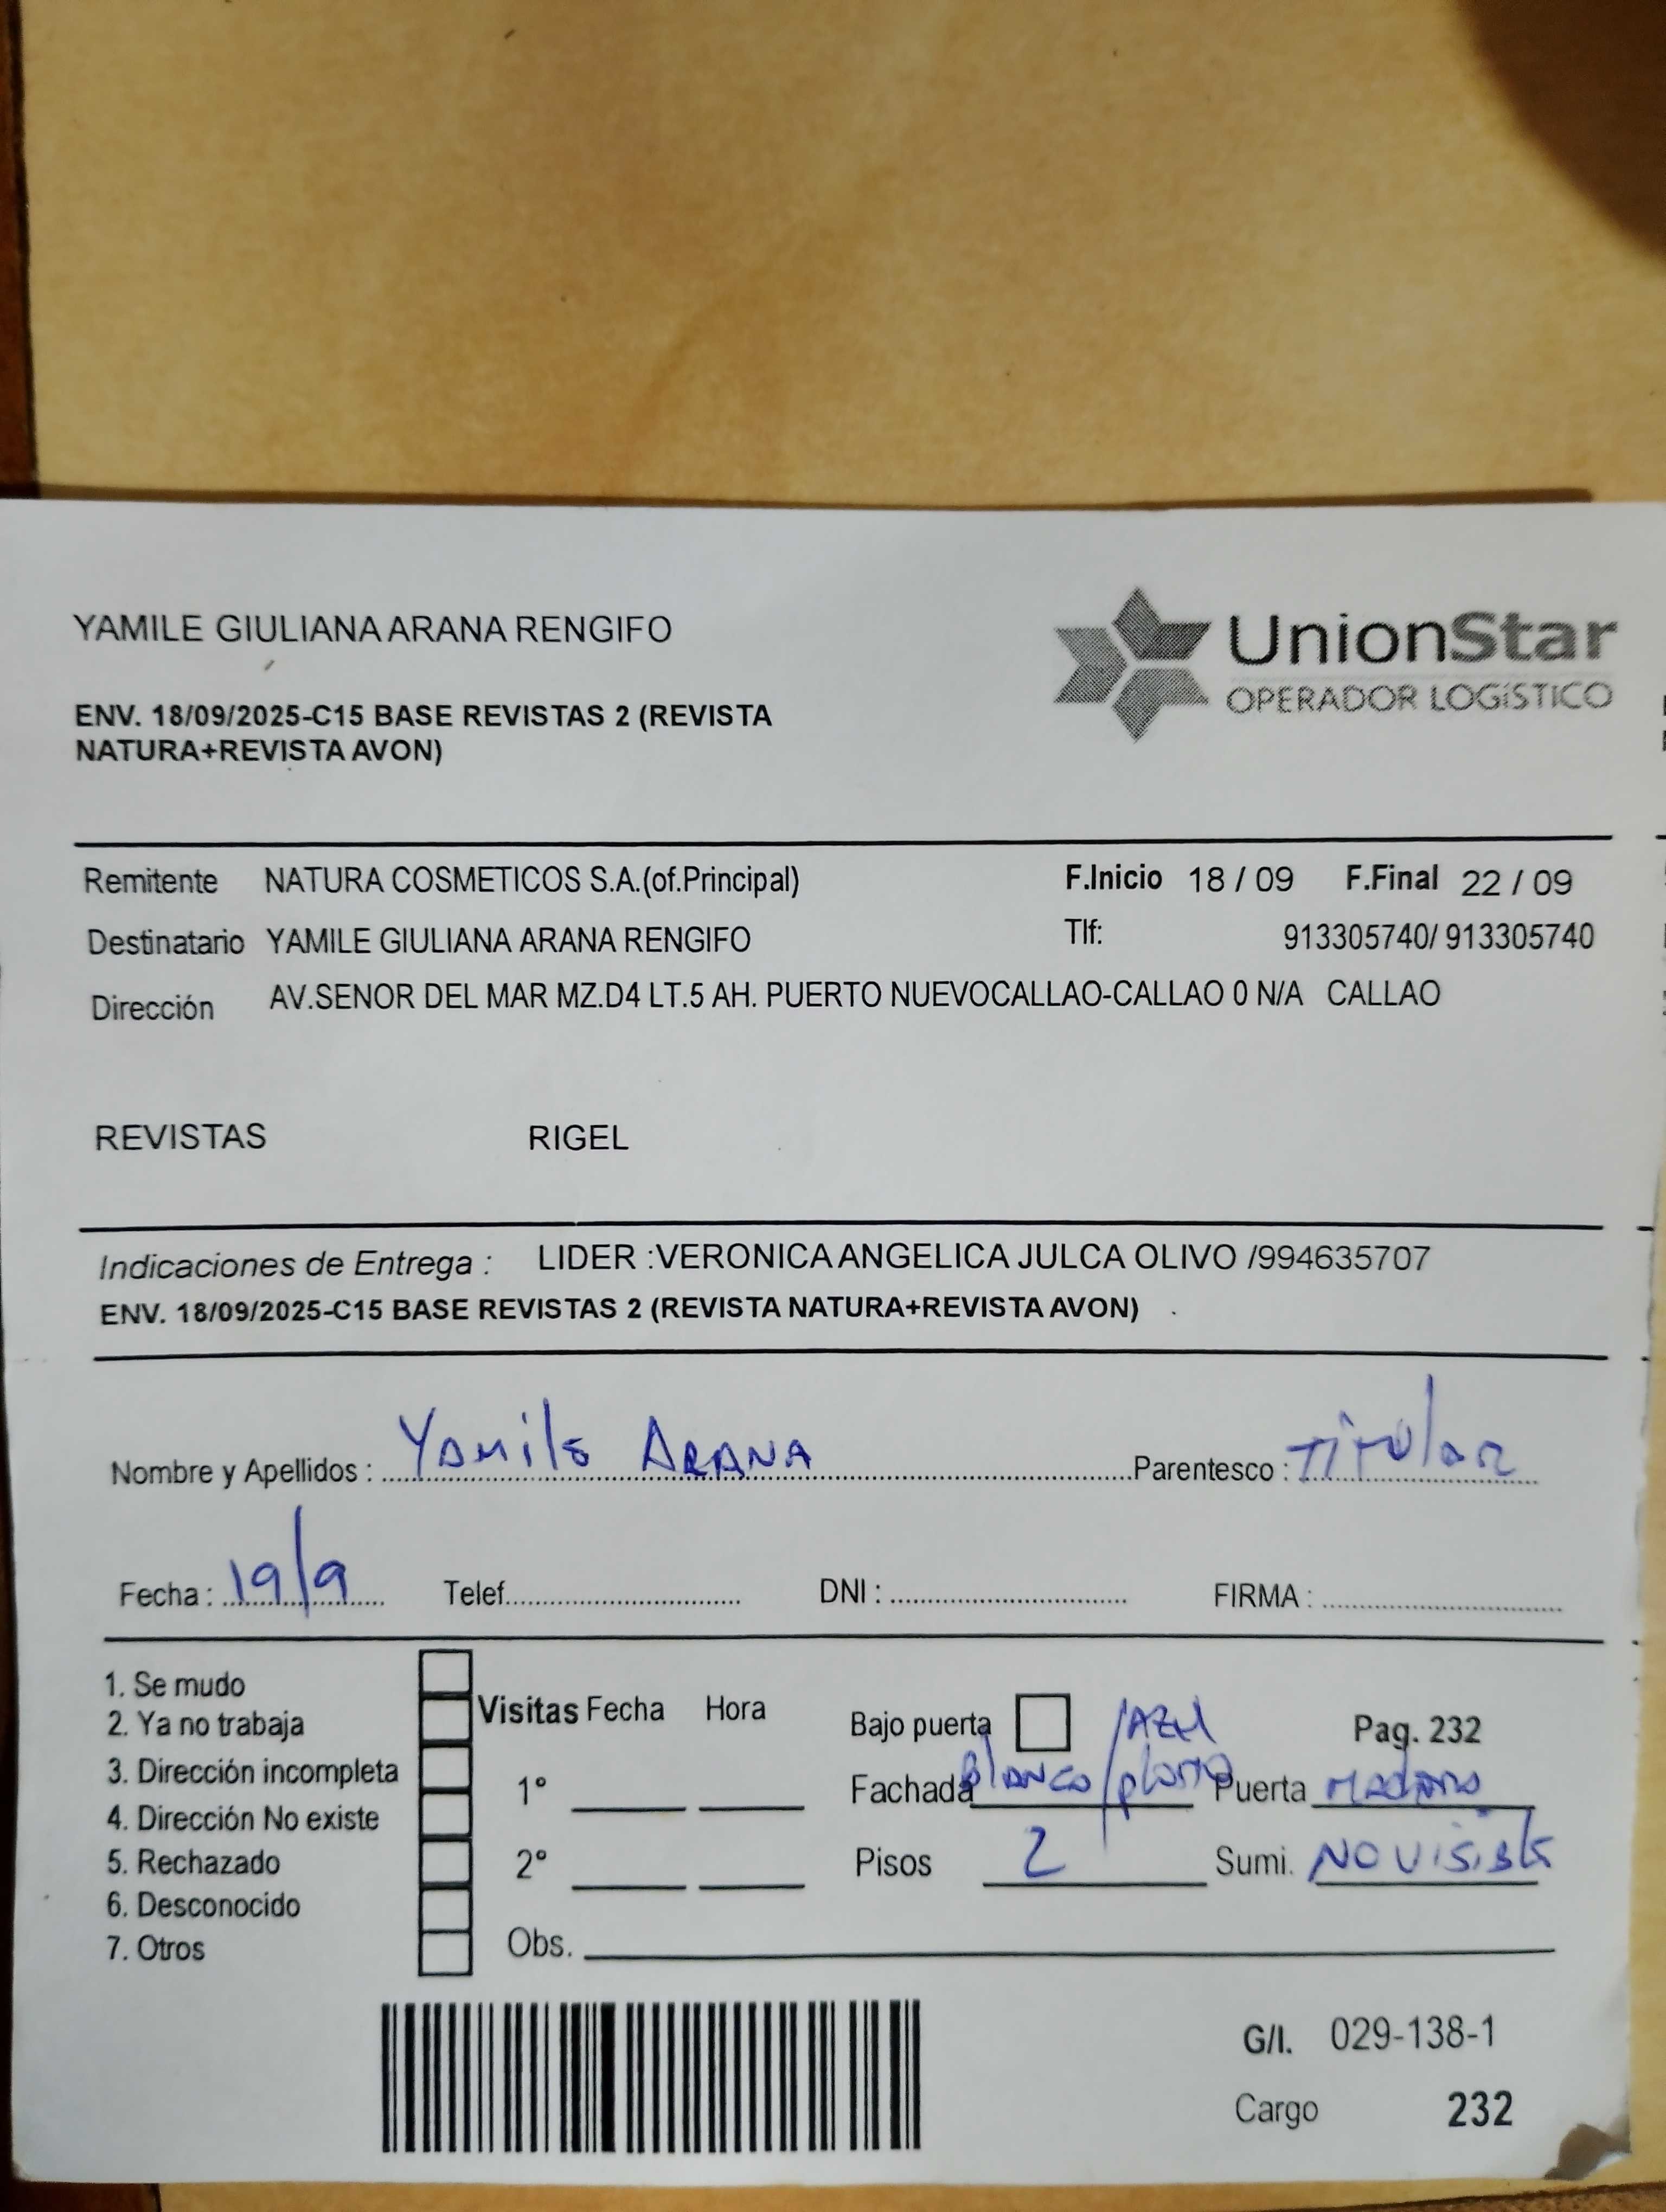 YAMILE GIULIANA ARANA RENGIFO
UnionStar
OPERADOR LOGíSTICO
ENV. 18/09/2025-C15 BASE REVISTAS 2 (REVISTA
NATURA+REVISTA AVON)
Remitente NATURA COSMETICOS S.A.(of.Principal) F.Inicio 18 / 09 F.Final 22 / 09
Destinatario YAMILE GIULIANA ARANA RENGIFO Tlf: 913305740/ 913305740
Dirección AV.SENOR DEL MAR MZ.D4 LT.5 AH. PUERTO NUEVOCALLAO-CALLAO 0 N/A CALLAO
REVISTAS RIGEL
Indicaciones de Entrega : LIDER :VERONICA ANGELICA JULCA OLIVO /994635707
ENV. 18/09/2025-C15 BASE REVISTAS 2 (REVISTA NATURA+REVISTA AVON)
Nombre y Apellidos : Yamile ARANA Parentesco : Titular
Fecha : 19/9 Telef. DNI : FIRMA :
1. Se mudo
2. Ya no trabaja
3. Dirección incompleta
4. Dirección No existe
5. Rechazado
6. Desconocido
7. Otros
Visitas Fecha Hora
1°
2°
Obs.
Bajo puerta /AZul Pag. 232
Fachada Blanco/plomo Puerta Madera
Pisos 2 Sumi. NO VISIBLE
G/I. 029-138-1
Cargo 232